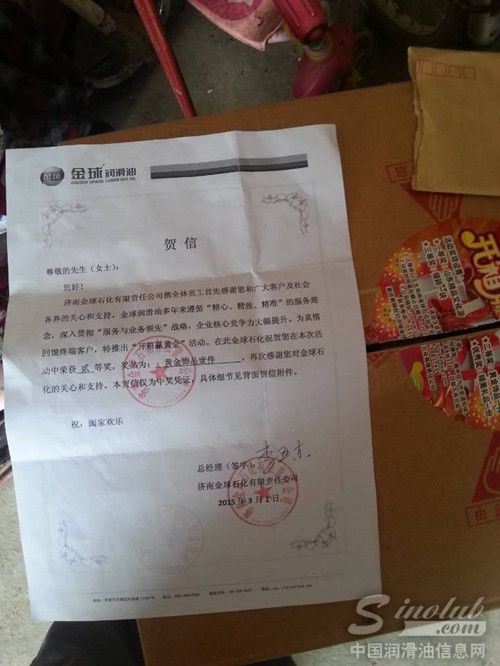 金球 润滑油
GOLDEN SPHERE LUBRICANT OIL
贺信
尊敬的先生（女士）：
您好！
济南金球石化有限责任公司携全体员工首先感谢您和广大客户及社会
各界的关心和支持，金球润滑油多年来遵循“精心、精致、精准”的服务理
念，深入贯彻“服务与业务领先”战略，企业核心竞争力大幅提升。为真情
回馈终端客户，特推出“开箱赢黄金”活动。在此金球石化祝贺您在本次活
动中荣获 贰 等奖，奖品为： 黄金饰品壹件 ，再次感谢您对金球石
化的关心和支持，本贺信仅为中奖凭证，具体细节见背面贺信附件。
祝：阖家欢乐
总经理（签字）：
济南金球石化有限责任公司
2015 年 3 月 1 日
开箱
Sinolub.com
中国润滑油信息网